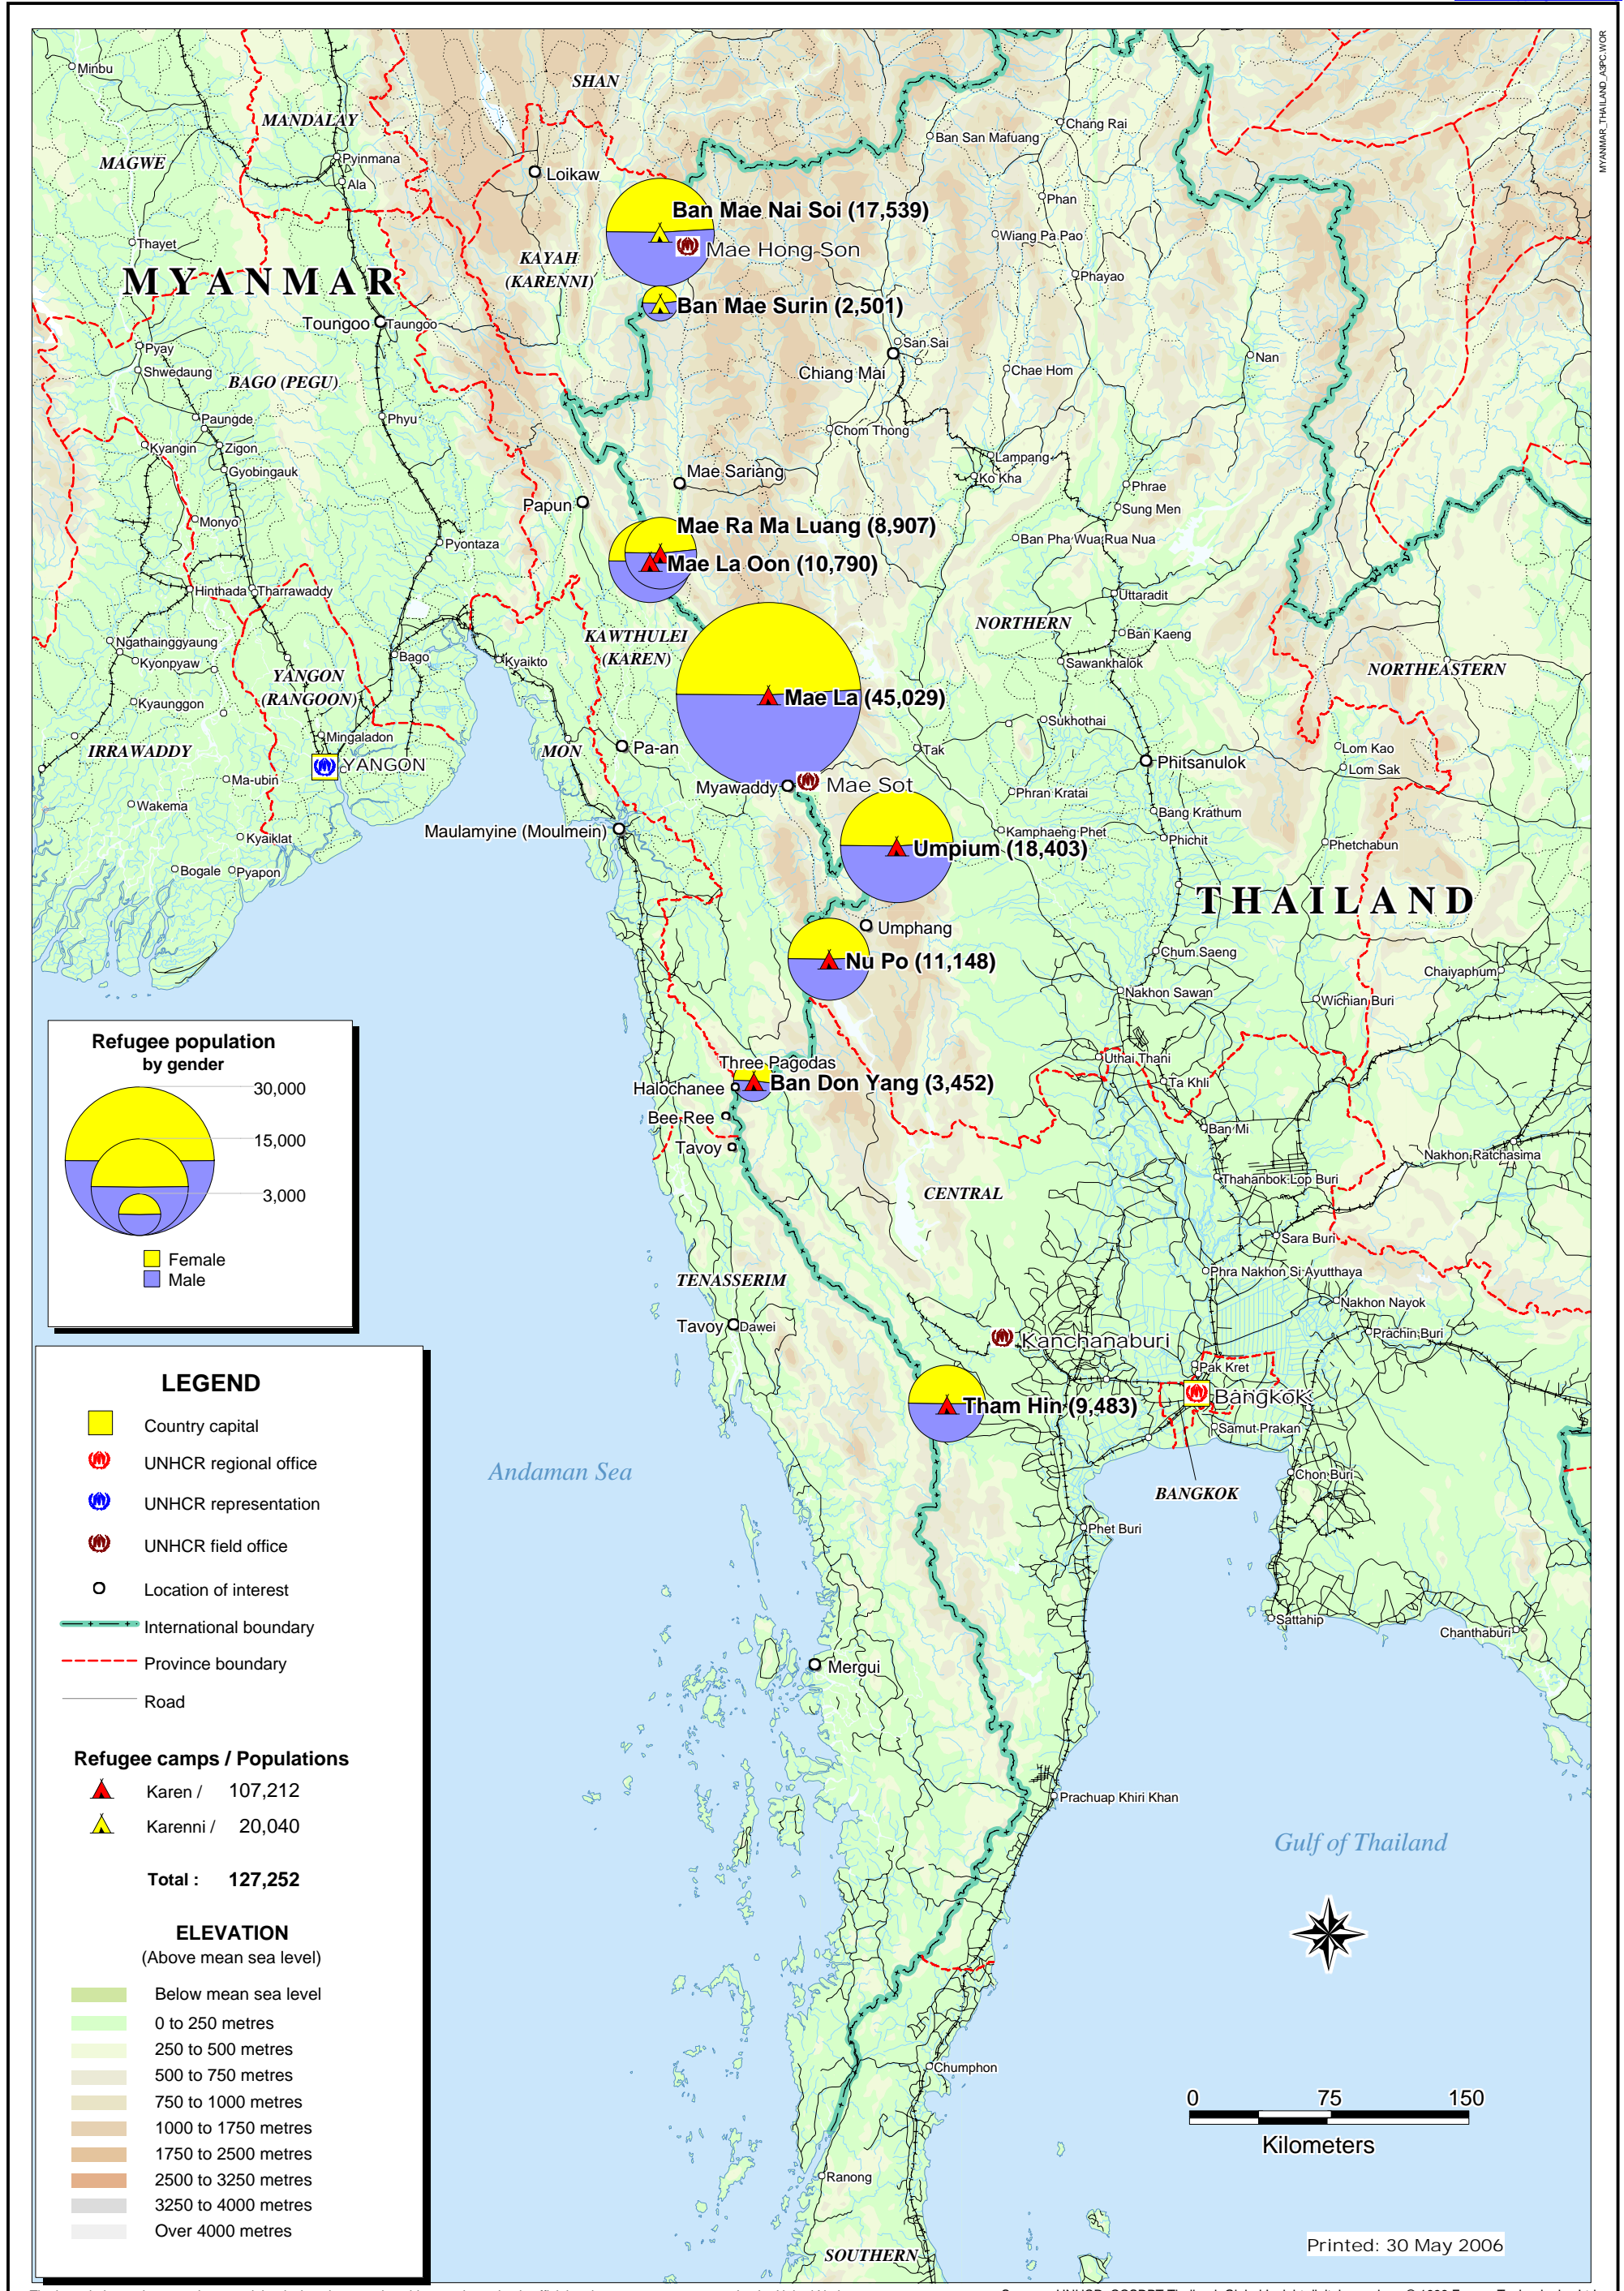 MYANMAR_THAILAND_A3PC.WOR
Minbu
SHAN
MANDALAY
Chang Rai
Ban San Mafuang
MAGWE
Pyinmana
Ala
Loikaw
Phan
Ban Mae Nai Soi (17,539)
Thayet
Wiang Pa Pao
Mae Hong Son
KAYAH
(KARENNI)
MYANMAR
Phayao
Ban Mae Surin (2,501)
Toungoo
Taungoo
San Sai
Pyay
Nan
Shwedaung
Chiang Mai
Chae Hom
BAGO (PEGU)
Paungde
Phyu
Chom Thong
Kyangin
Zigon
Lampang
Gyobingauk
Mae Sariang
Ko Kha
Phrae
Papun
Sung Men
Monyo
Mae Ra Ma Luang (8,907)
Ban Pha Wua Rua Nua
Pyontaza
Mae La Oon (10,790)
Hinthada
Tharrawaddy
Uttaradit
NORTHERN
Ban Kaeng
KAWTHULEI
(KAREN)
Ngathainggyaung
Bago
Kyaikto
Kyonpyaw
Sawankhalok
NORTHEASTERN
YANGON
(RANGOON)
Mae La (45,029)
Kyaunggon
Sukhothai
Mingaladon
IRRAWADDY
MON
Pa-an
Tak
Lom Kao
Phitsanulok
YANGON
Lom Sak
Ma-ubin
Myawaddy
Mae Sot
Phran Kratai
Wakema
Bang Krathum
Maulamyine (Moulmein)
Kamphaeng Phet
Kyaiklat
Phichit
Phetchabun
Umpium (18,403)
Bogale
Pyapon
THAILAND
Umphang
Chum Saeng
Nu Po (11,148)
Chaiyaphum
Nakhon Sawan
Wichian Buri
Refugee population
by gender
30,000
15,000
3,000
Female
Male
Three Pagodas
Uthai Thani
Halochanee
Ban Don Yang (3,452)
Ta Khli
Bee Ree
Ban Mi
Tavoy
Nakhon Ratchasima
Thahanbok Lop Buri
CENTRAL
Sara Buri
TENASSERIM
Phra Nakhon Si Ayutthaya
Nakhon Nayok
Tavoy
Dawei
Kanchanaburi
Prachin Buri
Pak Kret
Bangkok
Tham Hin (9,483)
Samut Prakan
Andaman Sea
Chon Buri
BANGKOK
Phet Buri
Sattahip
Chanthaburi
Mergui
Prachuap Khiri Khan
Gulf of Thailand
LEGEND
Country capital
UNHCR regional office
UNHCR representation
UNHCR field office
Location of interest
International boundary
Province boundary
Road
Refugee camps / Populations
Karen / 107,212
Karenni / 20,040
Total : 127,252
ELEVATION
(Above mean sea level)
Below mean sea level
0 to 250 metres
250 to 500 metres
500 to 750 metres
750 to 1000 metres
1000 to 1750 metres
1750 to 2500 metres
2500 to 3250 metres
3250 to 4000 metres
Over 4000 metres
Chumphon
0 75 150
Kilometers
Ranong
SOUTHERN
Printed: 30 May 2006